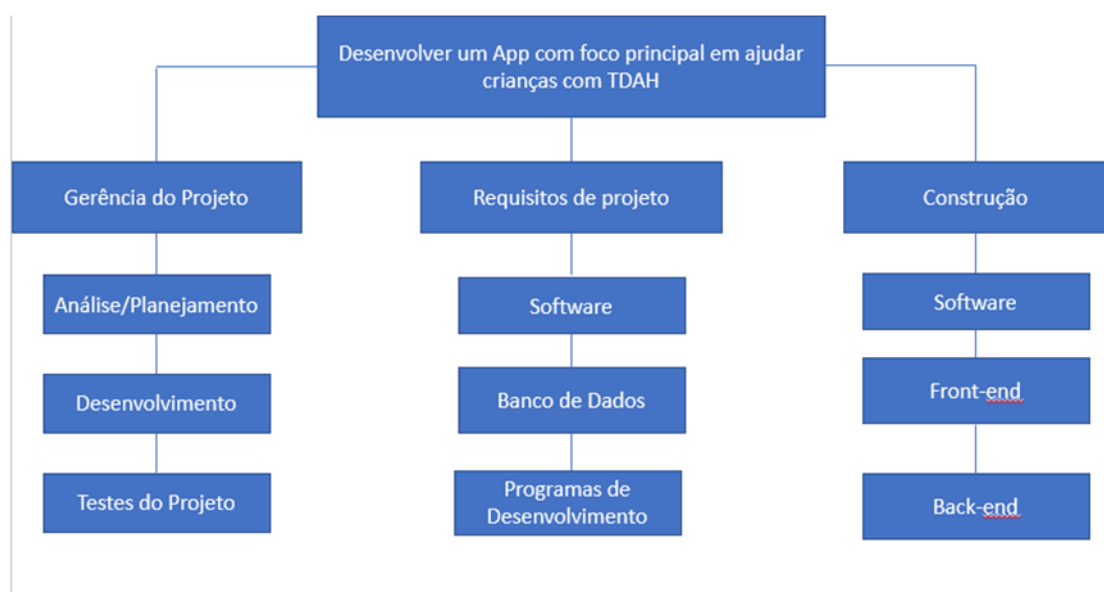 Desenvolver um App com foco principal em ajudar
crianças com TDAH
Gerência do Projeto
Requisitos de projeto
Construção
Análise/Planejamento
Software
Software
Desenvolvimento
Banco de Dados
Front-end
Testes do Projeto
Programas de
Desenvolvimento
Back-end